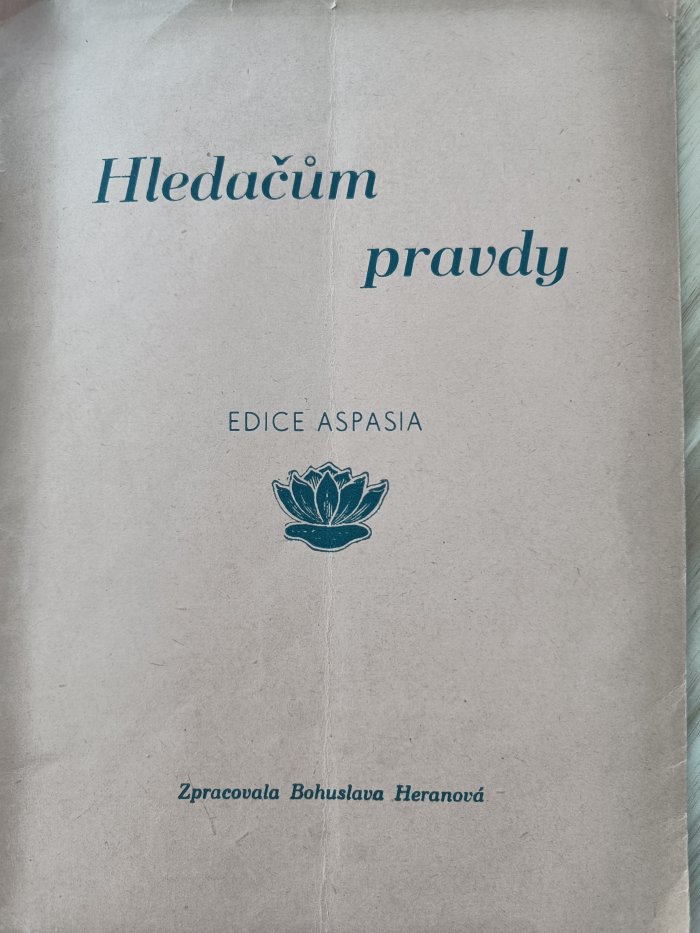 Hledačům
pravdy
EDICE ASPASIA
Zpracovala Bohuslava Heranová